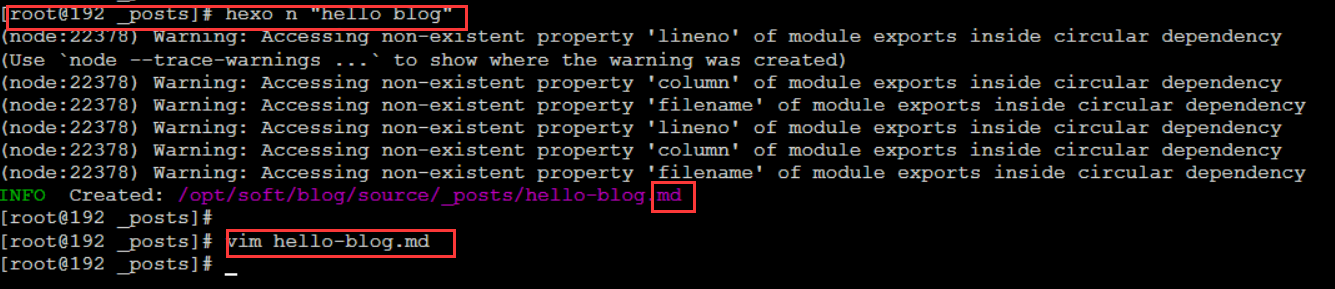 [root@192 _posts]# hexo n "hello blog"
(node:22378) Warning: Accessing non-existent property 'lineno' of module exports inside circular dependency
(Use `node --trace-warnings ...` to show where the warning was created)
(node:22378) Warning: Accessing non-existent property 'column' of module exports inside circular dependency
(node:22378) Warning: Accessing non-existent property 'filename' of module exports inside circular dependency
(node:22378) Warning: Accessing non-existent property 'lineno' of module exports inside circular dependency
(node:22378) Warning: Accessing non-existent property 'column' of module exports inside circular dependency
(node:22378) Warning: Accessing non-existent property 'filename' of module exports inside circular dependency
INFO  Created: /opt/soft/blog/source/_posts/hello-blog.md
[root@192 _posts]#
[root@192 _posts]# vim hello-blog.md
[root@192 _posts]#